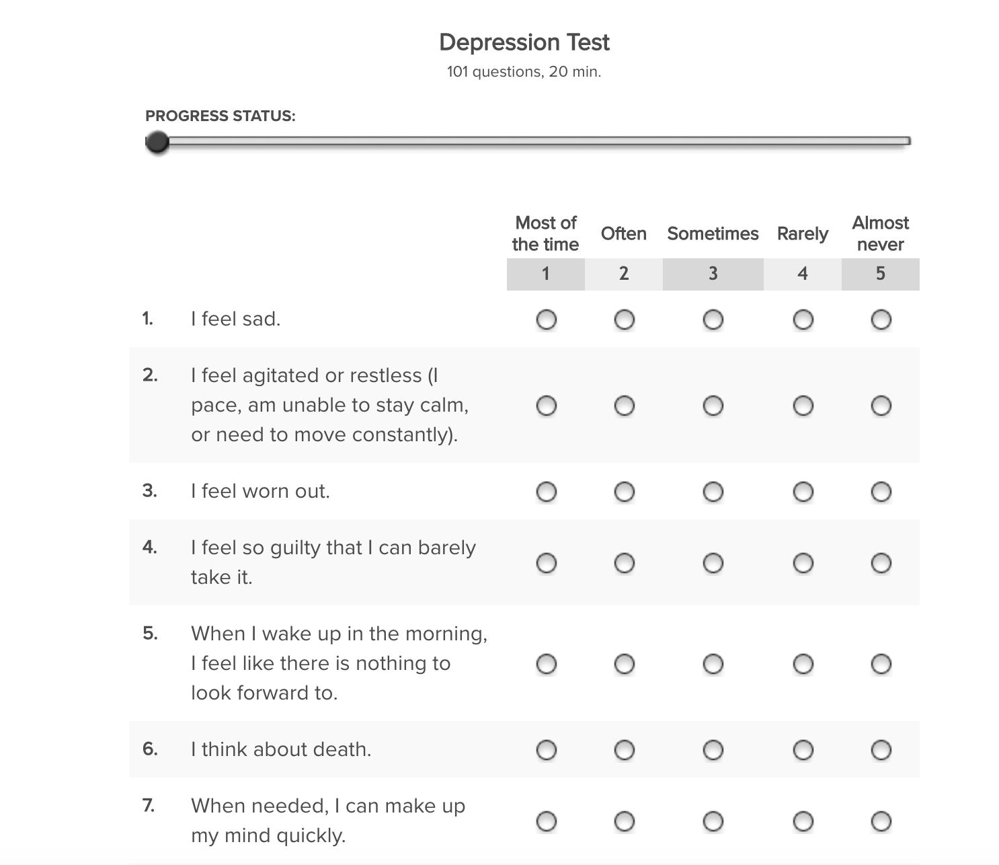 Depression Test
101 questions, 20 min.
PROGRESS STATUS:
Most of
the time
Often
Sometimes
Rarely
Almost
never
1 2 3 4 5
1. I feel sad.
2. I feel agitated or restless (I
pace, am unable to stay calm,
or need to move constantly).
3. I feel worn out.
4. I feel so guilty that I can barely
take it.
5. When I wake up in the morning,
I feel like there is nothing to
look forward to.
6. I think about death.
7. When needed, I can make up
my mind quickly.